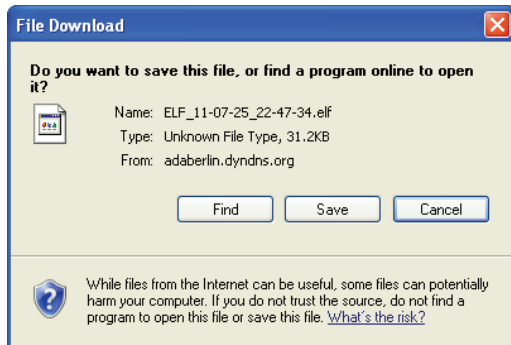 File Download
Do you want to save this file, or find a program online to open
it?
Name: ELF_11-07-25_22-47-34.elf
Type: Unknown File Type, 31.2KB
From: adaberlin.dyndns.org
Find Save Cancel
While files from the Internet can be useful, some files can potentially
harm your computer. If you do not trust the source, do not find a
program to open this file or save this file. What's the risk?